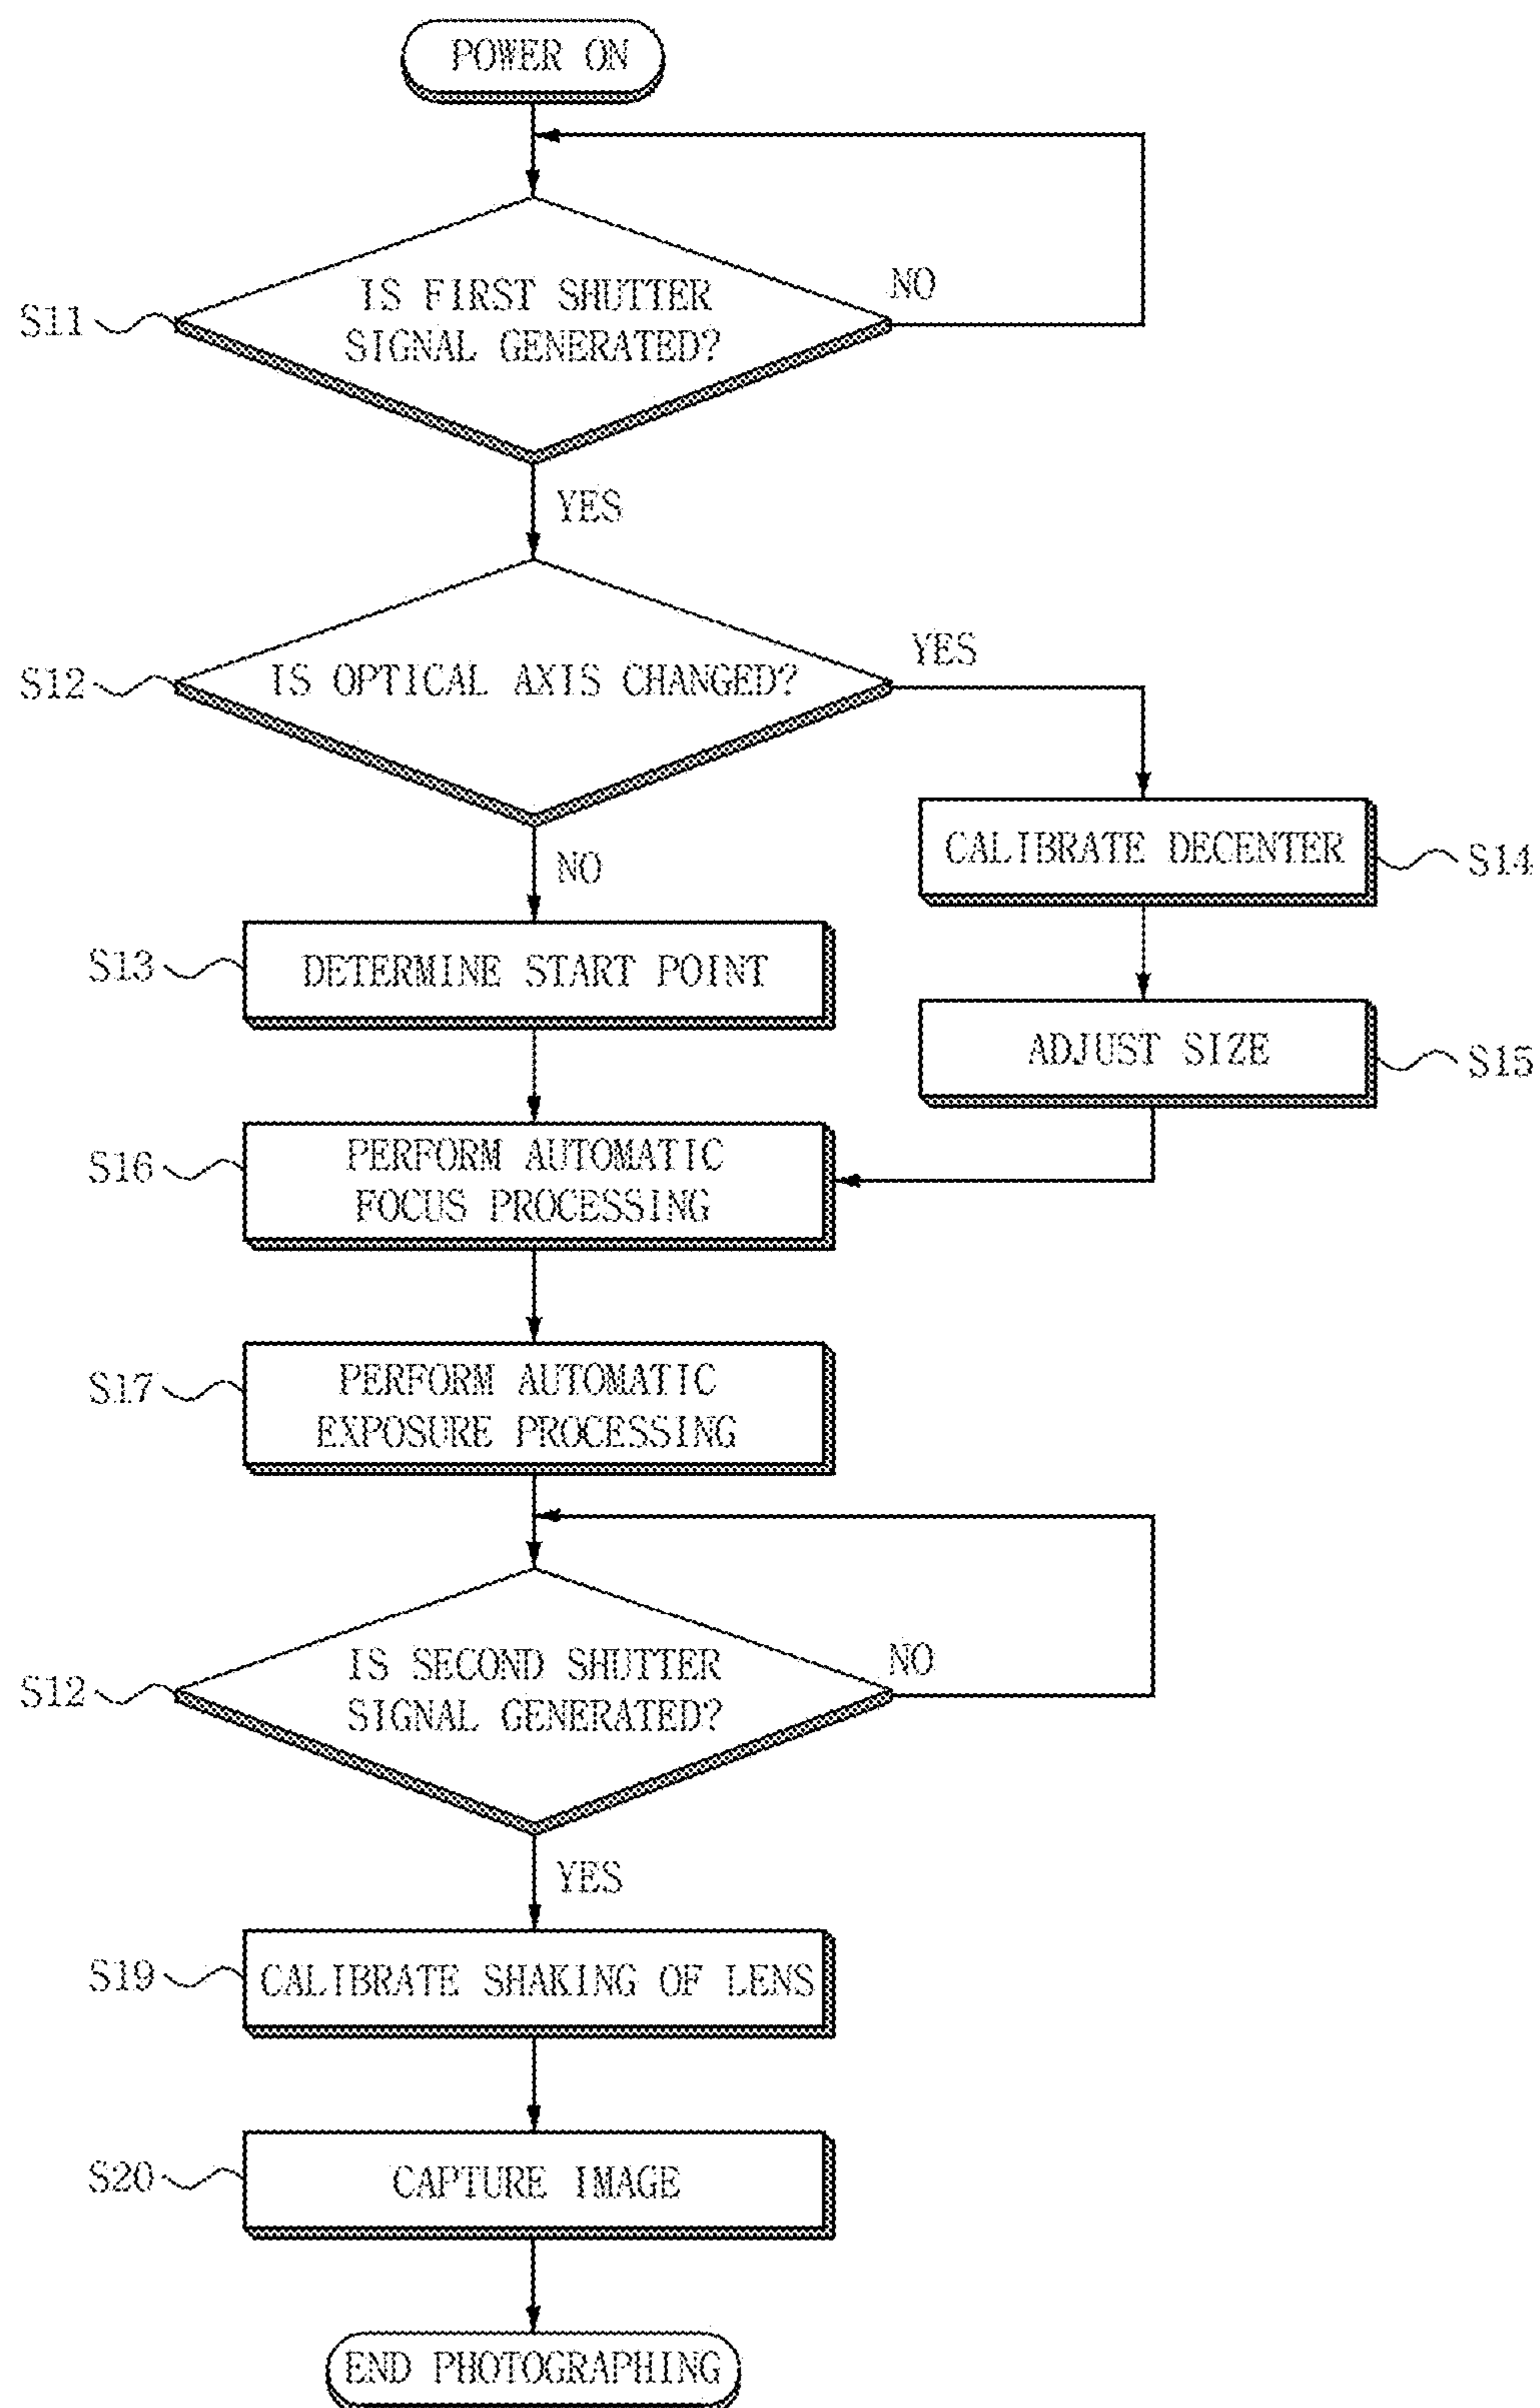 POWER ON
IS FIRST SHUTTER
SIGNAL GENERATED?
S11
NO
YES
IS OPTICAL AXIS CHANGED?
S12
YES
NO
CALIBRATE DECENTER
S14
DETERMINE START POINT
S13
ADJUST SIZE
S15
PERFORM AUTOMATIC
FOCUS PROCESSING
S16
PERFORM AUTOMATIC
EXPOSURE PROCESSING
S17
IS SECOND SHUTTER
SIGNAL GENERATED?
S12
NO
YES
CALIBRATE SHAKING OF LENS
S19
CAPTURE IMAGE
S20
END PHOTOGRAPHING